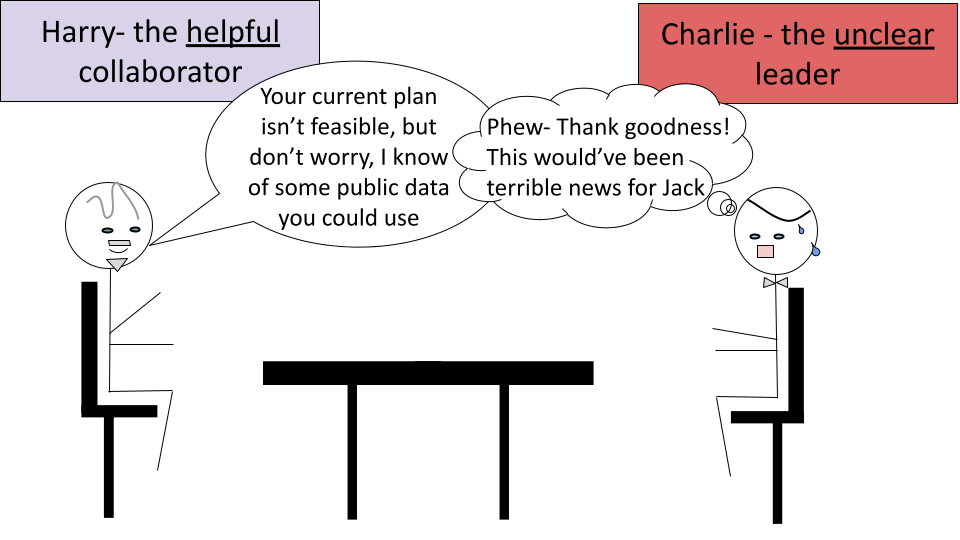 Harry- the helpful
collaborator
Charlie - the unclear
leader
Your current plan
isn't feasible, but
don't worry, I know
of some public data
you could use
Phew- Thank goodness!
This would've been
terrible news for Jack